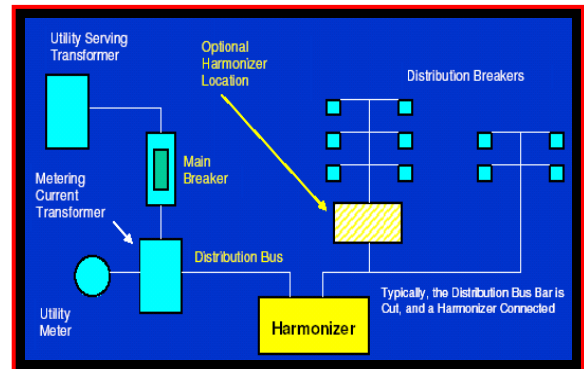 Utility Serving
Transformer
Optional
Harmonizer
Location
Distribution Breakers
Main
Breaker
Metering
Current
Transformer
Distribution Bus
Utility
Meter
Harmonizer
Typically, the Distribution Bus Bar is
Cut, and a Harmonizer Connected